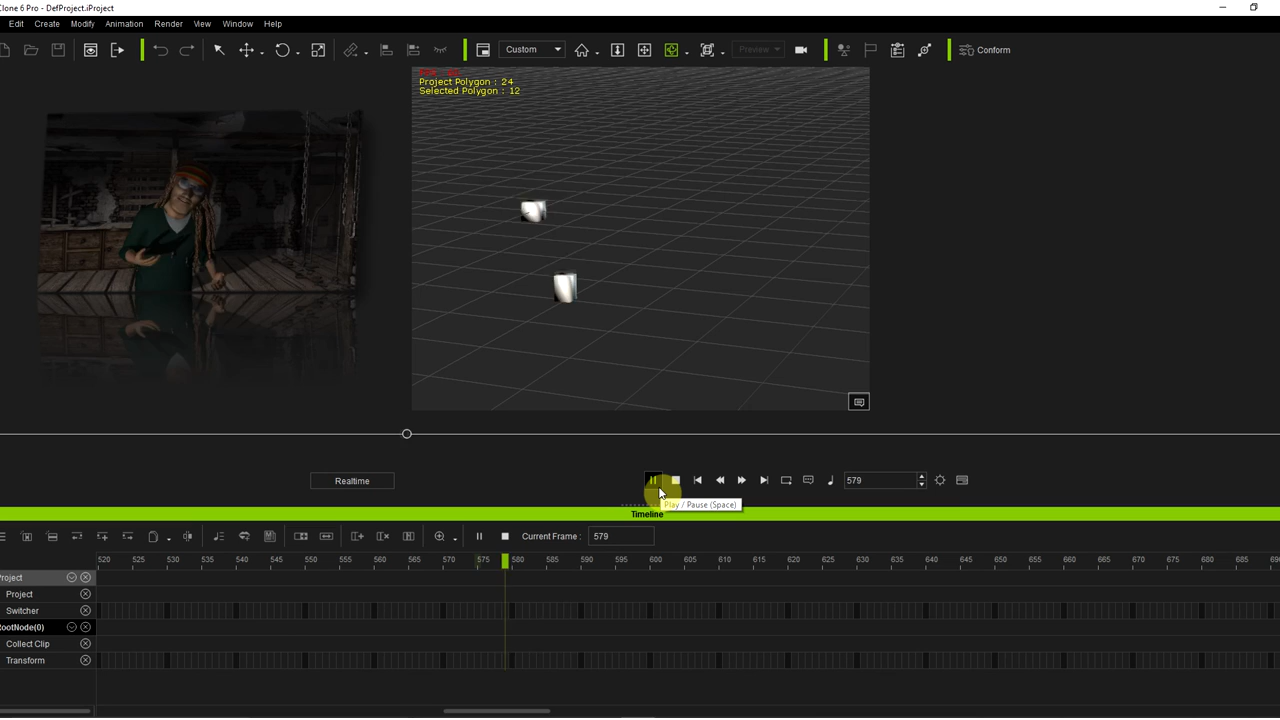 Clone 6 Pro - DefProject.iProject
Edit Create Modify Animation Render View Window Help
Custom
Preview
Conform
Project Polygon : 24
Selected Polygon : 12
Realtime
579
Play / Pause (Space)
Timeline
Current Frame : 579
520 525 530 535 540 545 550 555 560 565 570 575 580 585 590 595 600 605 610 615 620 625 630 635 640 645 650 655 660 665 670 675 680 685 690
Project
Project
Switcher
RootNode(0)
Collect Clip
Transform